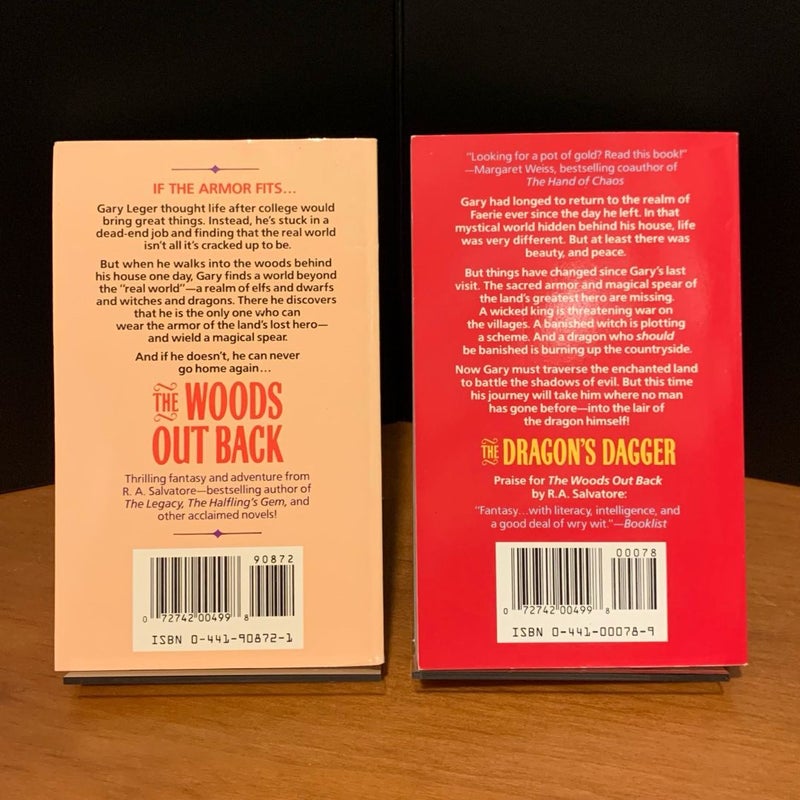 IF THE ARMOR FITS...
Gary Leger thought life after college would
bring great things. Instead, he's stuck in a
dead-end job and finding that the real world
isn't all it's cracked up to be.
But when he walks into the woods behind
his house one day, Gary finds a world beyond
the "real world"—a realm of elfs and dwarfs
and witches and dragons. There he discovers
that he is the only one who can
wear the armor of the land's lost hero—
and wield a magical spear.
And if he doesn't, he can never
go home again...
THE WOODS
OUT BACK
Thrilling fantasy and adventure from
R. A. Salvatore—bestselling author of
The Legacy, The Halfling's Gem, and
other acclaimed novels!
90872
0 72742 00499 8
ISBN 0-441-90872-1
"Looking for a pot of gold? Read this book!"
—Margaret Weiss, bestselling coauthor of
The Hand of Chaos
Gary had longed to return to the realm of
Faerie ever since the day he left. In that
mystical world hidden behind his house, life
was very different. But at least there was
beauty, and peace.
But things have changed since Gary's last
visit. The sacred armor and magical spear of
the land's greatest hero are missing.
A wicked king is threatening war on
the villages. A banished witch is plotting
a scheme. And a dragon who should
be banished is burning up the countryside.
Now Gary must traverse the enchanted land
to battle the shadows of evil. But this time
his journey will take him where no man
has gone before—into the lair of
the dragon himself!
THE DRAGON'S DAGGER
Praise for The Woods Out Back
by R.A. Salvatore:
"Fantasy...with literacy, intelligence, and
a good deal of wry wit."—Booklist
00078
0 72742 00499 8
ISBN 0-441-00078-9